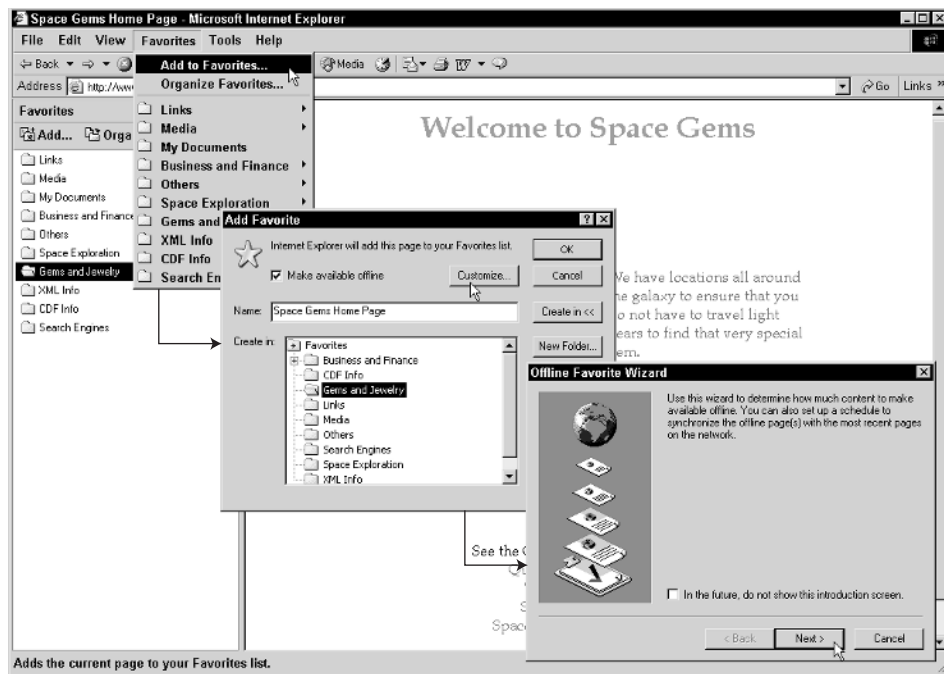 Space Gems Home Page - Microsoft Internet Explorer
File Edit View Favorites Tools Help
Back
Media
Address http://www
Go Links »
Favorites
Add... Orga
Links
Media
My Documents
Business and Finance
Others
Space Exploration
Gems and Jewelry
XML Info
CDF Info
Search Engines
Add to Favorites...
Organize Favorites...
Links
Media
My Documents
Business and Finance
Others
Space Exploration
Gems and
XML Info
CDF Info
Search En
Welcome to Space Gems
We have locations all around
he galaxy to ensure that you
o not have to travel light
ears to find that very special
em.
Add Favorite
Internet Explorer will add this page to your Favorites list.
OK
Make available offline
Customize...
Cancel
Name: Space Gems Home Page
Create in <<
Create in:
New Folder...
Favorites
Business and Finance
CDF Info
Gems and Jewelry
Links
Media
Others
Search Engines
Space Exploration
XML Info
Offline Favorite Wizard
Use this wizard to determine how much content to make
available offline. You can also set up a schedule to
synchronize the offline page(s) with the most recent pages
on the network.
In the future, do not show this introduction screen.
< Back Next > Cancel
See the
Spac
Adds the current page to your Favorites list.